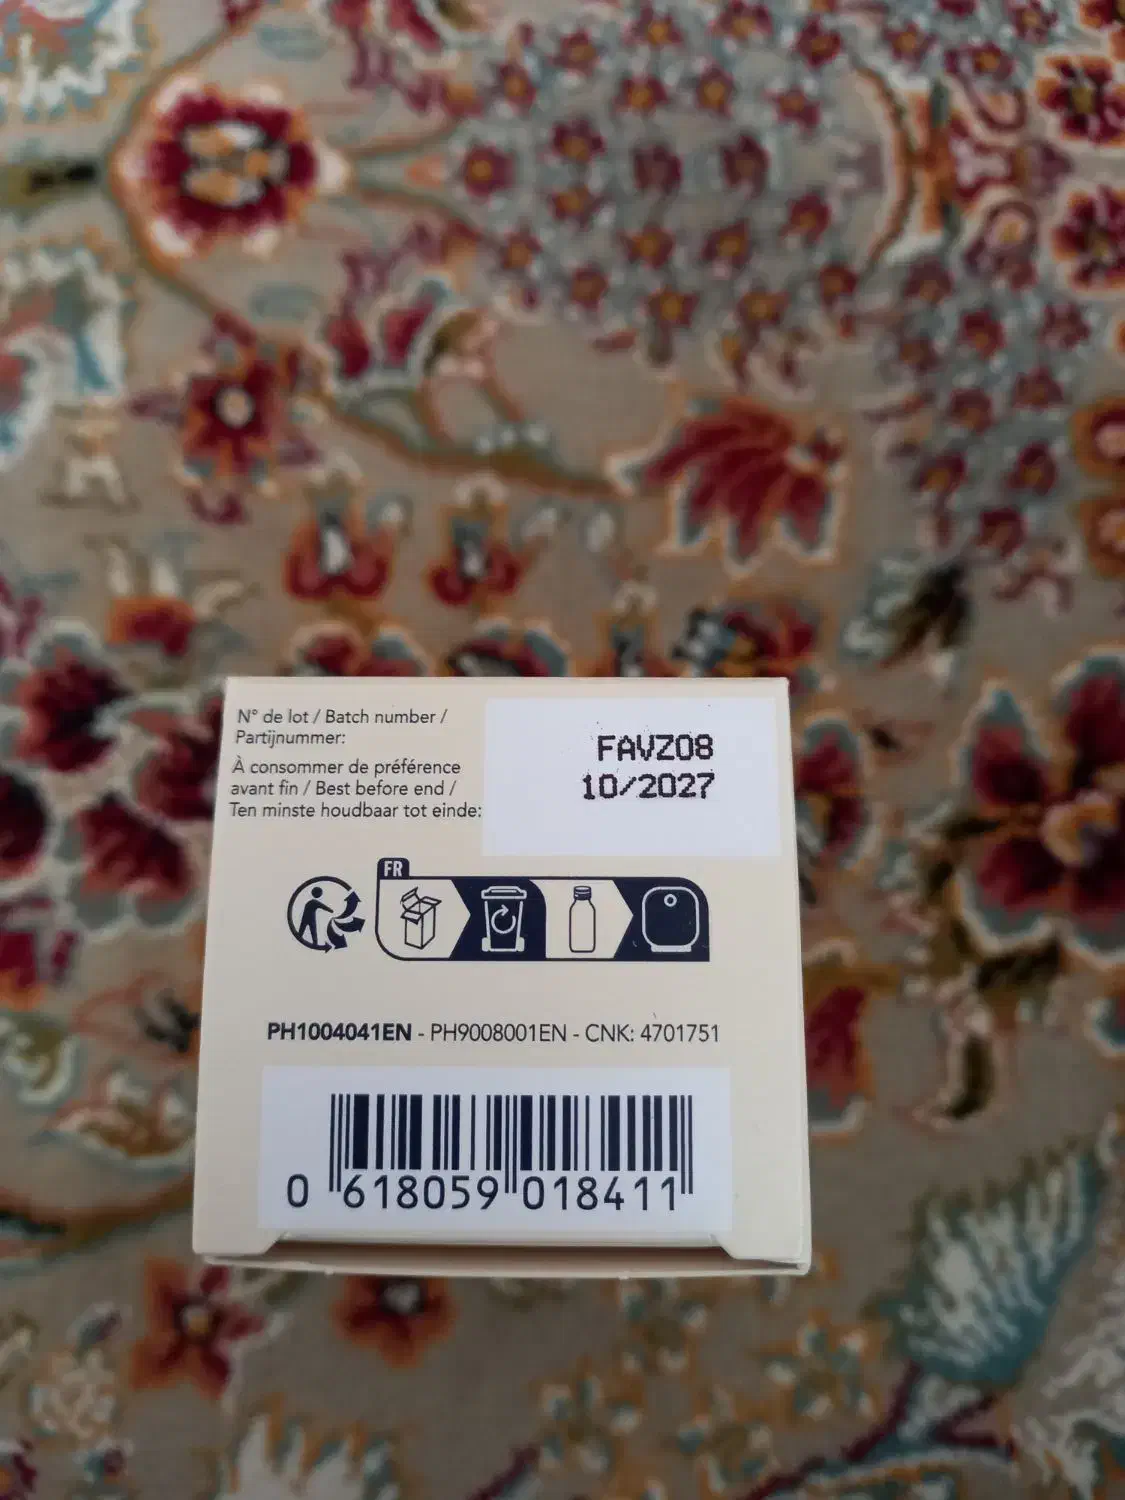 N° de lot / Batch number /
Partijnummer:
FAVZ08
À consommer de préférence
avant fin / Best before end /
Ten minste houdbaar tot einde:
10/2027
FR
PH1004041EN - PH9008001EN - CNK: 4701751
0 618059 018411